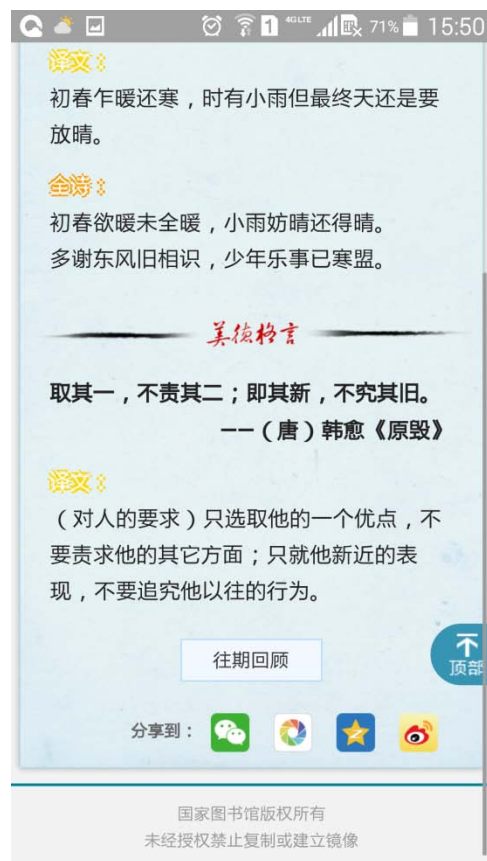 1 4G LTE 71% 15:50
译文：
初春乍暖还寒，时有小雨但最终天还是要
放晴。
全诗：
初春欲暖未全暖，小雨妨晴还得晴。
多谢东风旧相识，少年乐事已寒盟。
美德格言
取其一，不责其二；即其新，不究其旧。
——（唐）韩愈《原毁》
译文：
（对人的要求）只选取他的一个优点，不
要责求他的其它方面；只就他新近的表
现，不要追究他以往的行为。
顶部
往期回顾
分享到：
国家图书馆版权所有
未经授权禁止复制或建立镜像